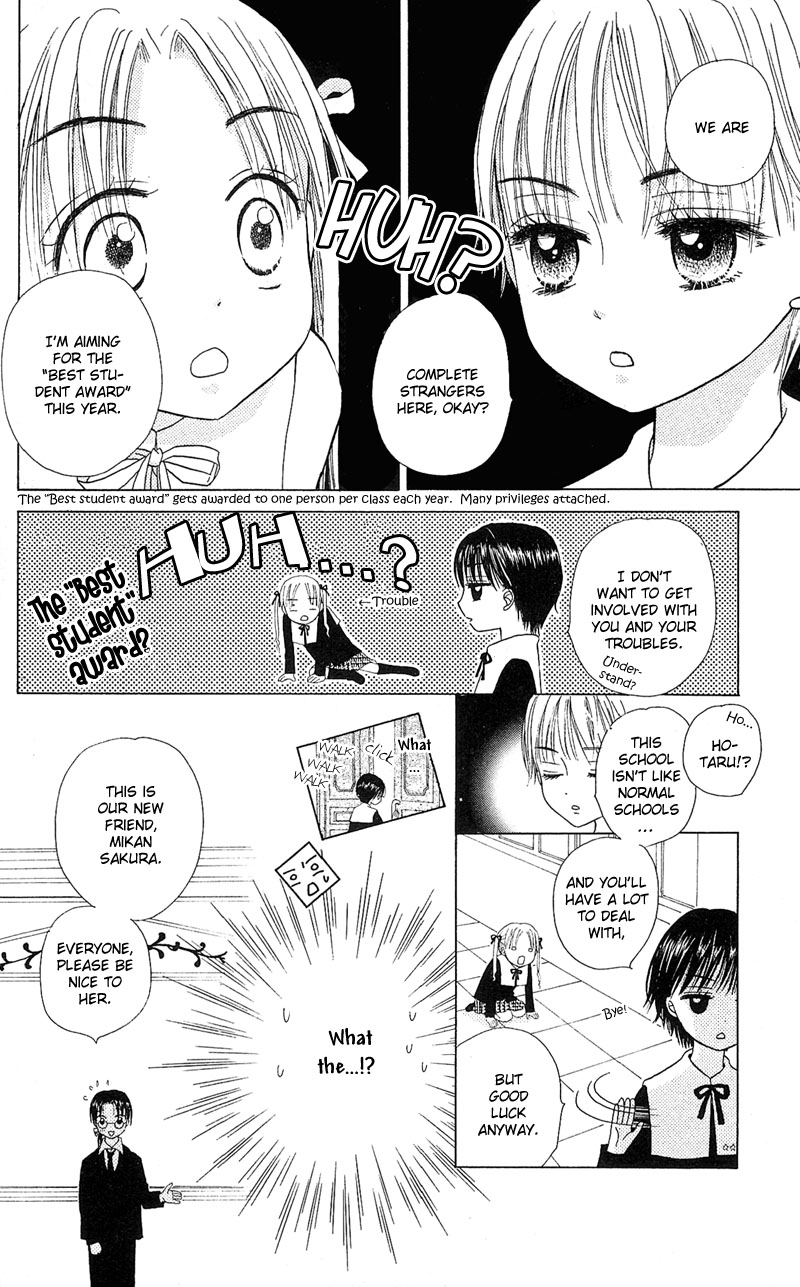 WE ARE
HUH?
COMPLETE
STRANGERS
HERE, OKAY?
I'M AIMING
FOR THE
"BEST STU-
DENT AWARD"
THIS YEAR.
The "Best student award" gets awarded to one person per class each year. Many privileges attached.
I DON'T
WANT TO GET
INVOLVED WITH
YOU AND YOUR
TROUBLES.
Under-
stand?
←Trouble
HUH...?
The "Best
student"
award?
Ho...
HO-
TARU!?
THIS
SCHOOL
ISN'T LIKE
NORMAL
SCHOOLS
...
AND YOU'LL
HAVE A LOT
TO DEAL
WITH,
Bye!
BUT
GOOD
LUCK
ANYWAY.
What
...
click
WALK
WALK
WALK
THIS IS
OUR NEW
FRIEND,
MIKAN
SAKURA.
EVERYONE,
PLEASE BE
NICE TO
HER.
What
the...!?